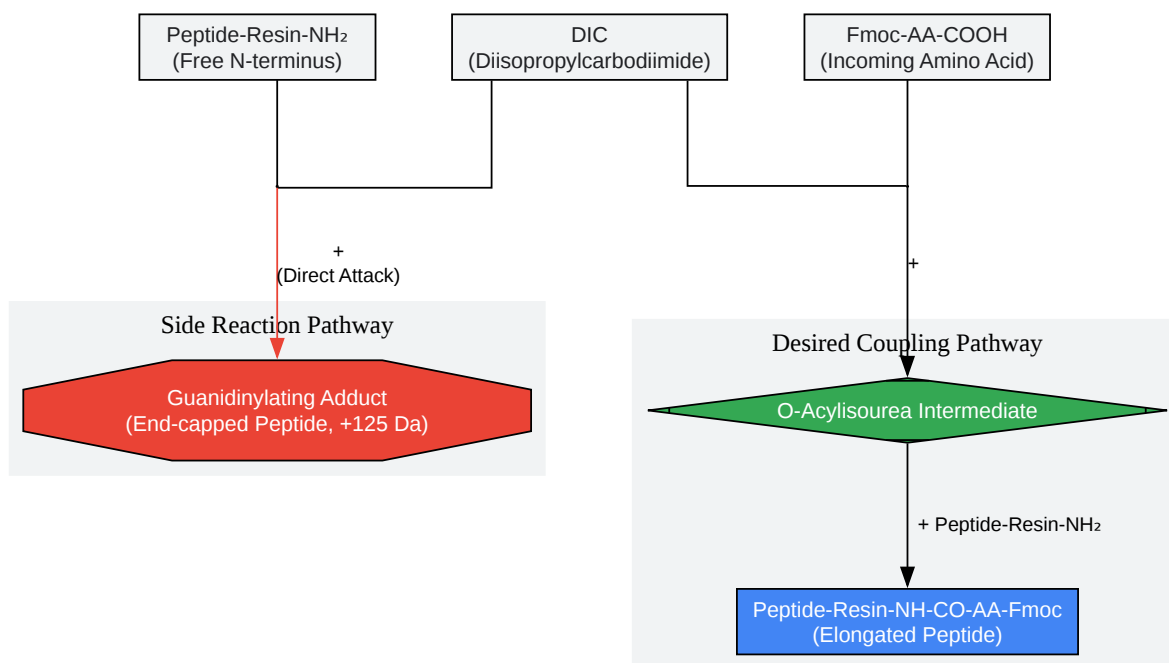 Peptide-Resin-NH₂
(Free N-terminus)
DIC
(Diisopropylcarbodiimide)
Fmoc-AA-COOH
(Incoming Amino Acid)
+
(Direct Attack)
+
Side Reaction Pathway
Desired Coupling Pathway
Guanidinylating Adduct
(End-capped Peptide, +125 Da)
O-Acylisourea Intermediate
+ Peptide-Resin-NH₂
Peptide-Resin-NH-CO-AA-Fmoc
(Elongated Peptide)